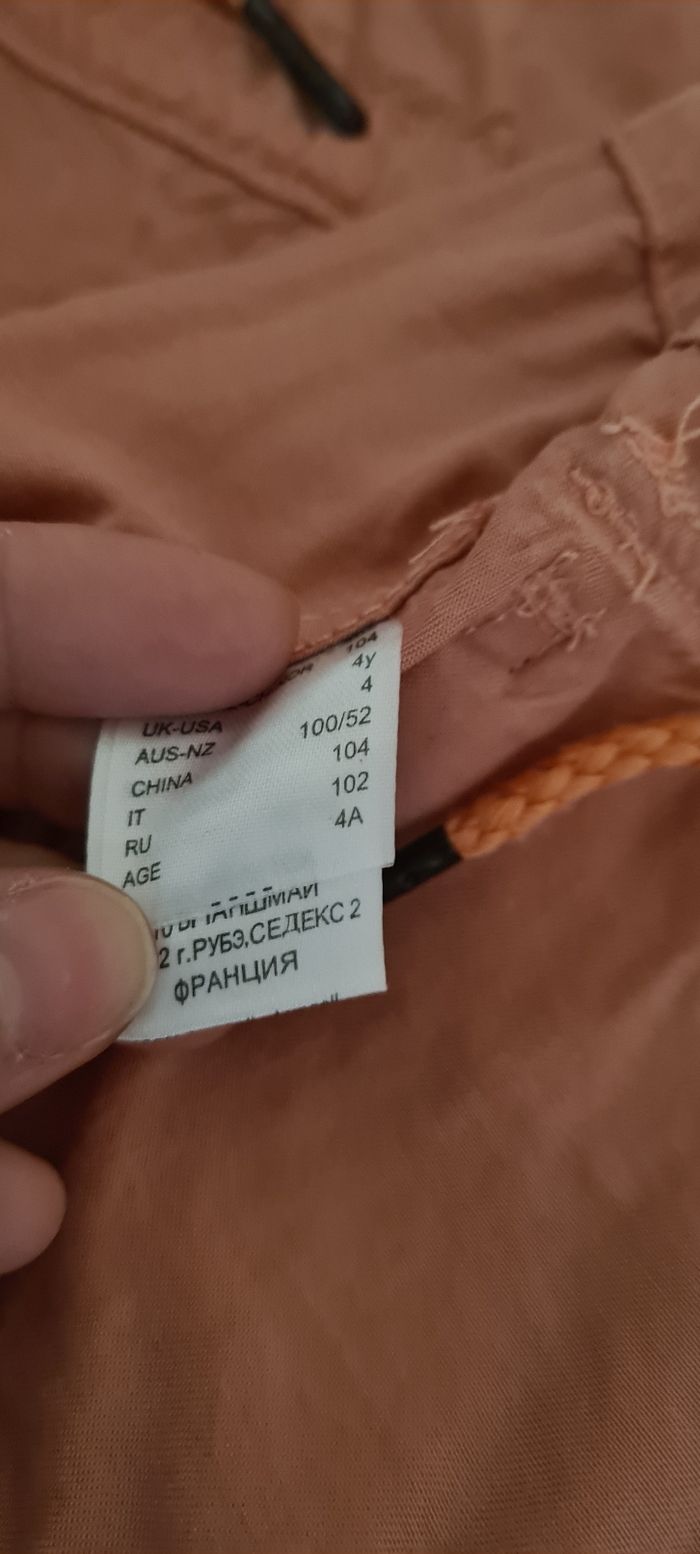 104
UK-USA 4y
AUS-NZ 4
CHINA 100/52
IT 104
RU 102
AGE 4A
2 г.РУБЭ,СЕДЕКС 2
ФРАНЦИЯ